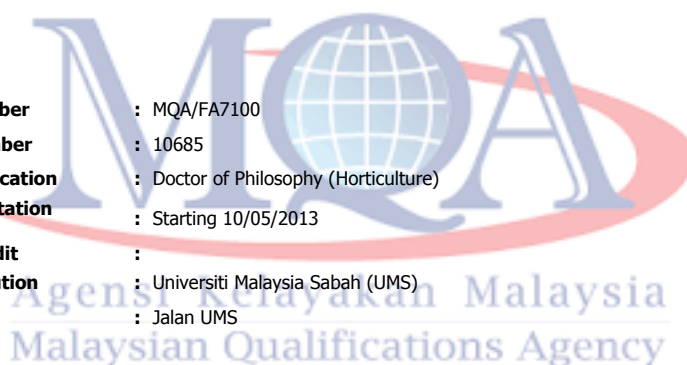 MQA
ber : MQA/FA7100
ber : 10685
cation : Doctor of Philosophy (Horticulture)
tation : Starting 10/05/2013
dit :
ution : Universiti Malaysia Sabah (UMS)
: Jalan UMS
Agensi Kelayakan Malaysia
Malaysian Qualifications Agency